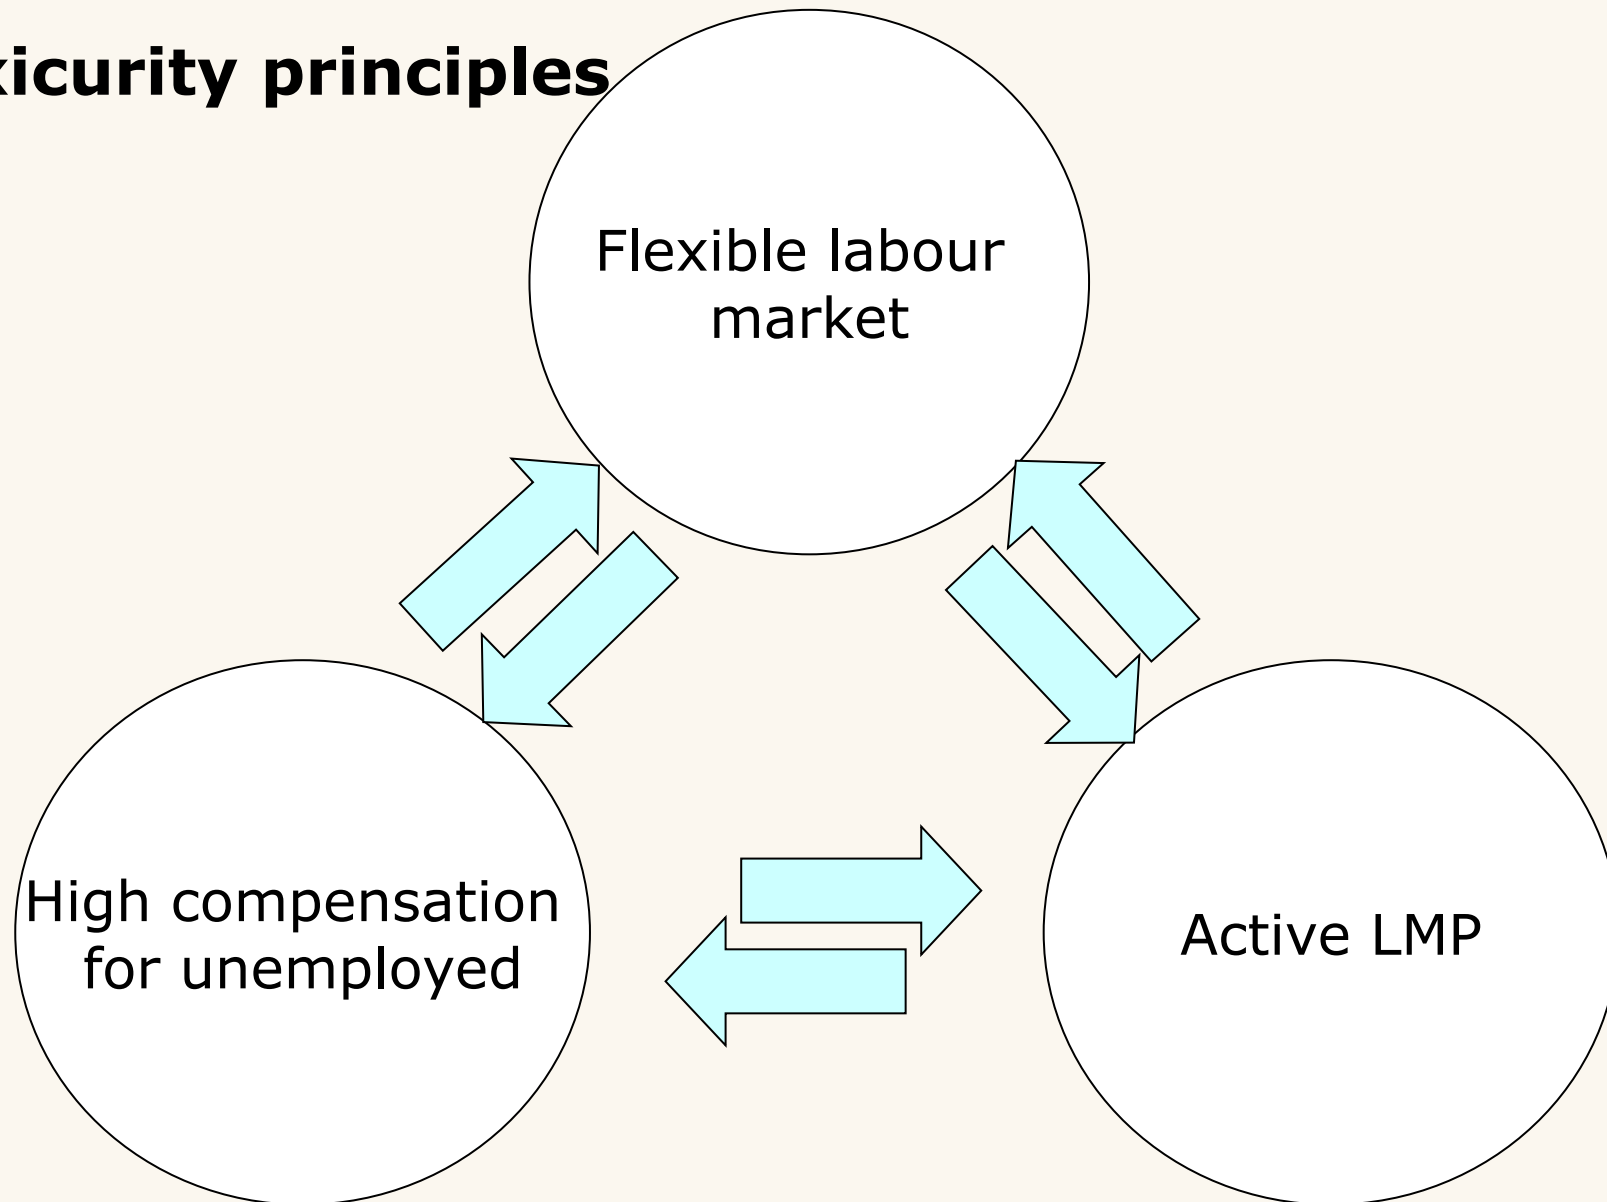 xicurity principles
Flexible labour
market
High compensation
for unemployed
Active LMP